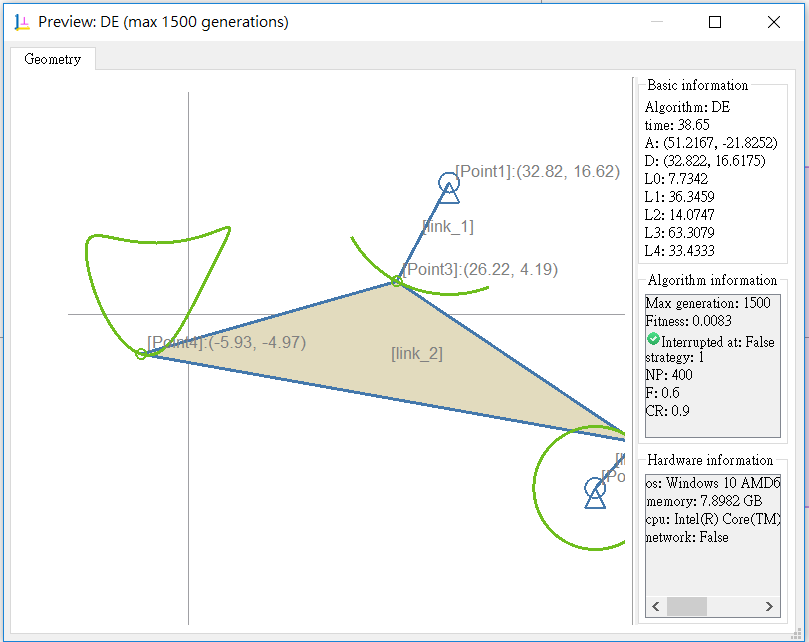 Preview: DE (max 1500 generations)
Geometry
[Point1]:(32.82, 16.62)
[link_1]
[Point3]:(26.22, 4.19)
[Point4]:(-5.93, -4.97)
[link_2]
[li
[Po
Basic information
Algorithm: DE
time: 38.65
A: (51.2167, -21.8252)
D: (32.822, 16.6175)
L0: 7.7342
L1: 36.3459
L2: 14.0747
L3: 63.3079
L4: 33.4333
Algorithm information
Max generation: 1500
Fitness: 0.0083
Interrupted at: False
strategy: 1
NP: 400
F: 0.6
CR: 0.9
Hardware information
os: Windows 10 AMD6
memory: 7.8982 GB
cpu: Intel(R) Core(TM)
network: False